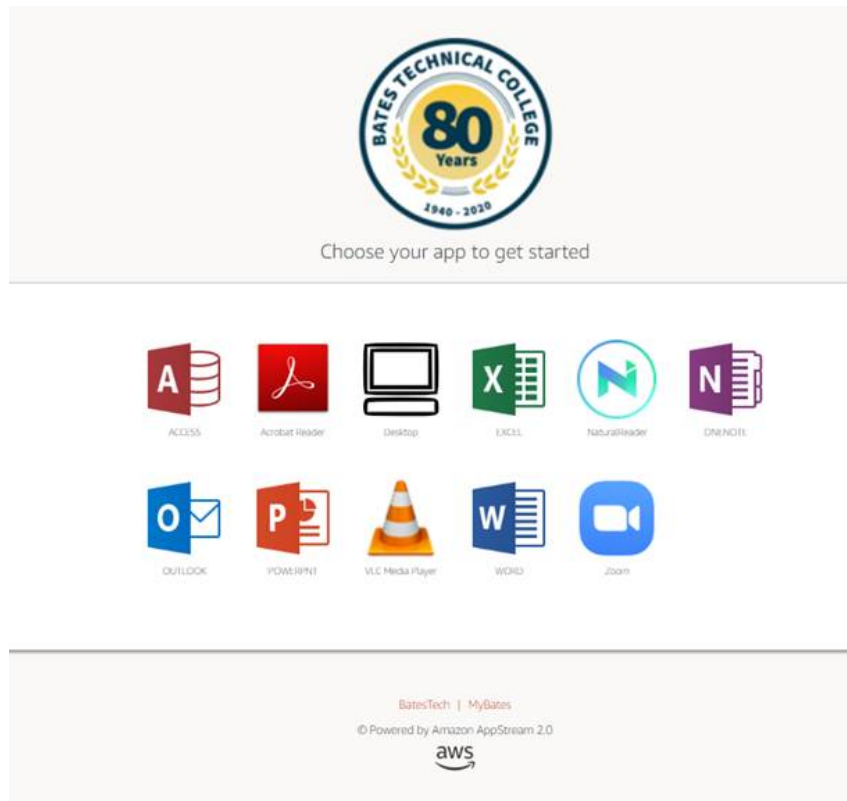 BATES TECHNICAL COLLEGE
80
Years
1940 - 2020
Choose your app to get started
A
X
N
N
ACCESS
Acrobat Reader
Desktop
EXCEL
NaturalReader
ONENOTE
O
P
W
OUTLOOK
POWERPNT
VLC Media Player
WORD
Zoom
BatesTech | MyBates
© Powered by Amazon AppStream 2.0
aws